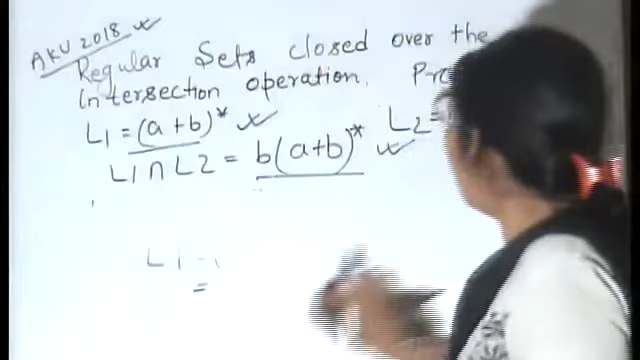 AKU 2018
Regular Sets closed over the
Intersection operation.
L1 = (a + b)* L2 =
L1 ∩ L2 = b(a+b)*
L1
=